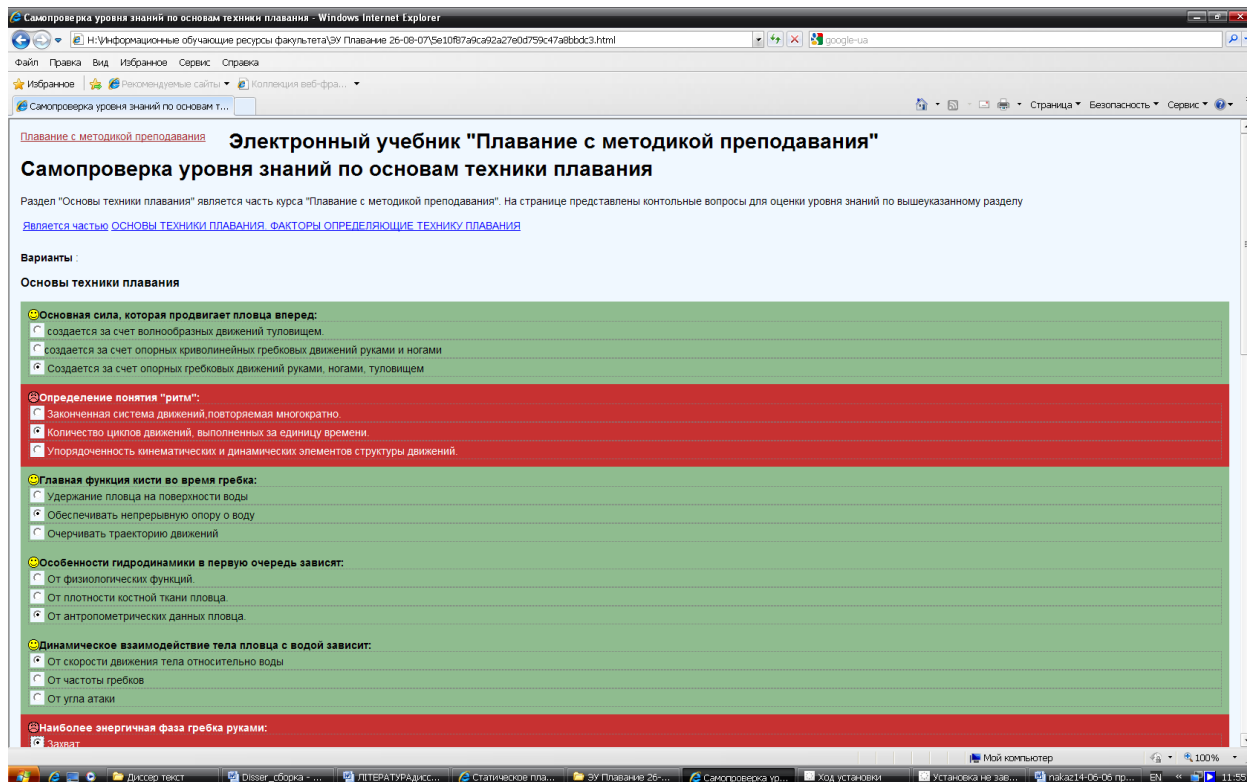 Самопроверка уровня знаний по основам техники плавания - Windows Internet Explorer
H:\Информационные обучающие ресурсы факультета\ЭУ Плавание 26-08-07\5e10f87a9ca92a27e0d759c47a8bbdc3.html
google-ua
Файл Правка Вид Избранное Сервис Справка
Избранное Рекомендуемые сайты Коллекция веб-фра...
Самопроверка уровня знаний по основам т...
Страница Безопасность Сервис
Плавание с методикой преподавания
Электронный учебник "Плавание с методикой преподавания"
Самопроверка уровня знаний по основам техники плавания
Раздел "Основы техники плавания" является часть курса "Плавание с методикой преподавания". На странице представлены контольные вопросы для оценки уровня знаний по вышеуказанному разделу
Является частью ОСНОВЫ ТЕХНИКИ ПЛАВАНИЯ. ФАКТОРЫ ОПРЕДЕЛЯЮЩИЕ ТЕХНИКУ ПЛАВАНИЯ
Варианты :
Основы техники плавания
Основная сила, которая продвигает пловца вперед:
создается за счет волнообразных движений туловищем.
создается за счет опорных криволинейных гребковых движений руками и ногами
Создается за счет опорных гребковых движений руками, ногами, туловищем
Определение понятия "ритм":
Законченная система движений,повторяемая многократно.
Количество циклов движений, выполненных за единицу времени.
Упорядоченность кинематических и динамических элементов структуры движений.
Главная функция кисти во время гребка:
Удержание пловца на поверхности воды
Обеспечивать непрерывную опору о воду
Очерчивать траекторию движений
Особенности гидродинамики в первую очередь зависят:
От физиологических функций.
От плотности костной ткани пловца.
От антропометрических данных пловца.
Динамическое взаимодействие тела пловца с водой зависит:
От скорости движения тела относительно воды
От частоты гребков
От угла атаки
Наиболее энергичная фаза гребка руками:
Захват
Мой компьютер 100%
Диссер текст Disser_сборка - ... ЛІТЕРАТУРАдисс... Статическое пла... ЭУ Плавание 26-... Самопроверка ур... Ход установки Установка не зав... nakaz14-06-06 пр... EN 11:55